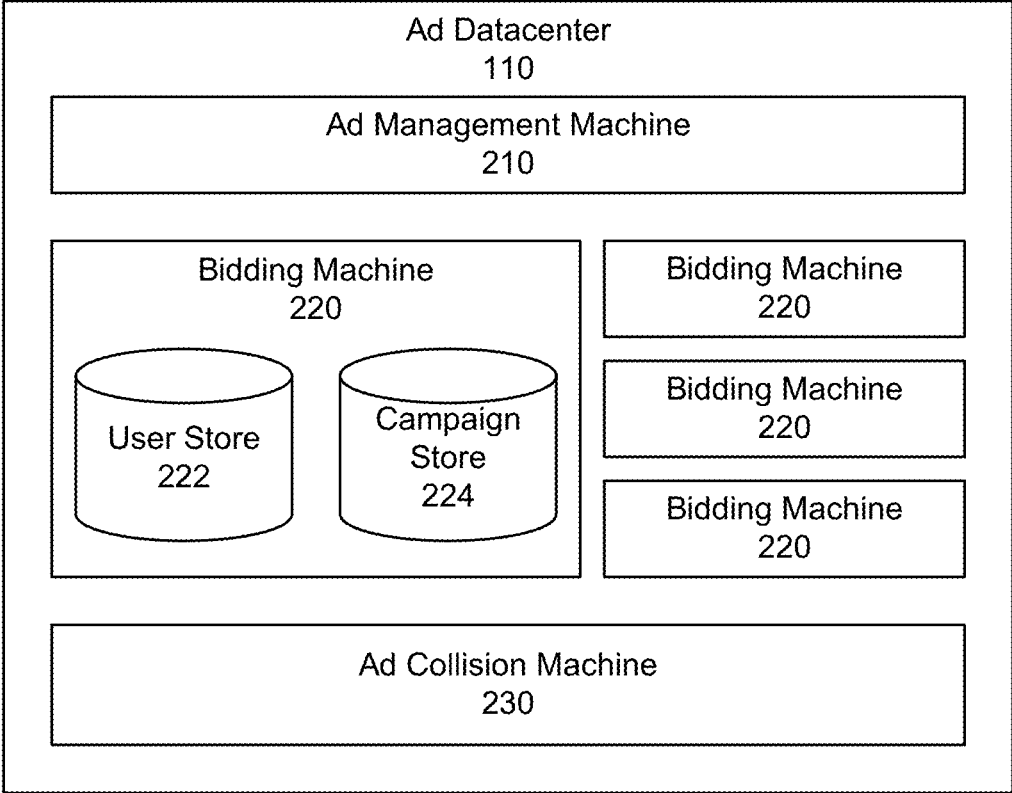 Ad Datacenter
110
Ad Management Machine
210
Bidding Machine
220
User Store
222
Campaign
Store
224
Bidding Machine
220
Bidding Machine
220
Bidding Machine
220
Ad Collision Machine
230